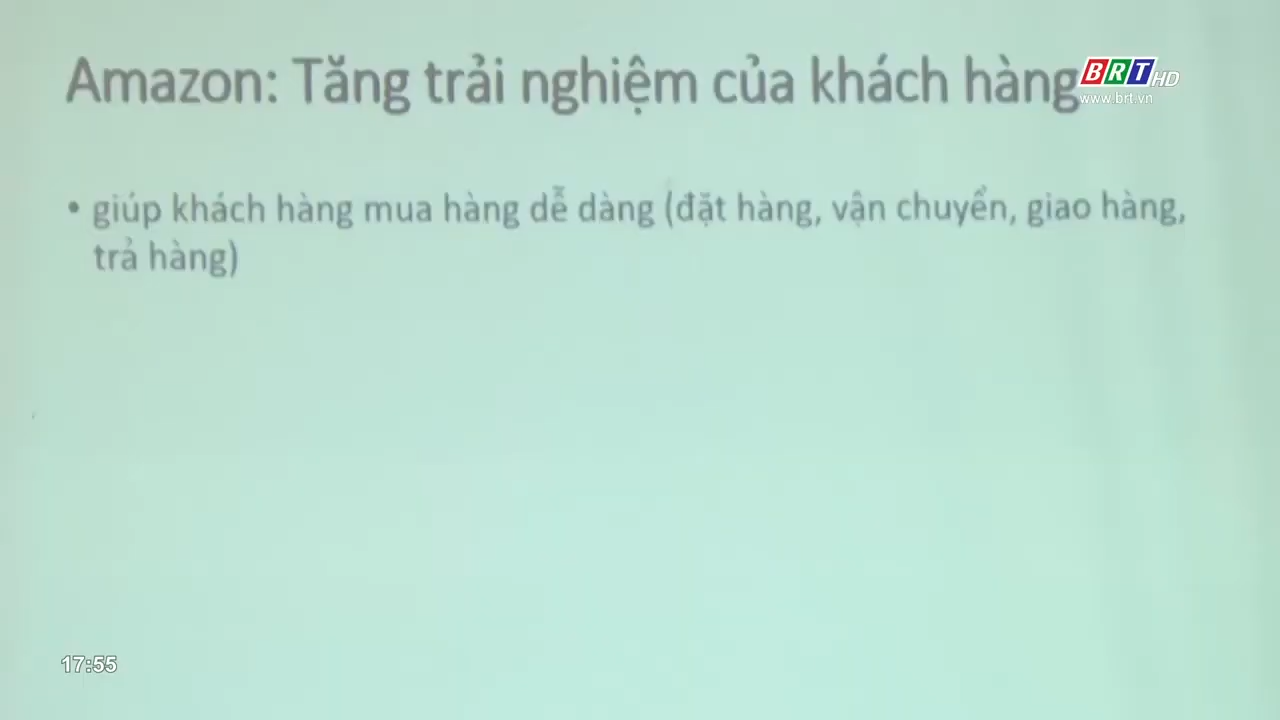 Amazon: Tăng trải nghiệm của khách hàng
BRT HD
www.brt.vn
• giúp khách hàng mua hàng dễ dàng (đặt hàng, vận chuyển, giao hàng,
trả hàng)
17:55